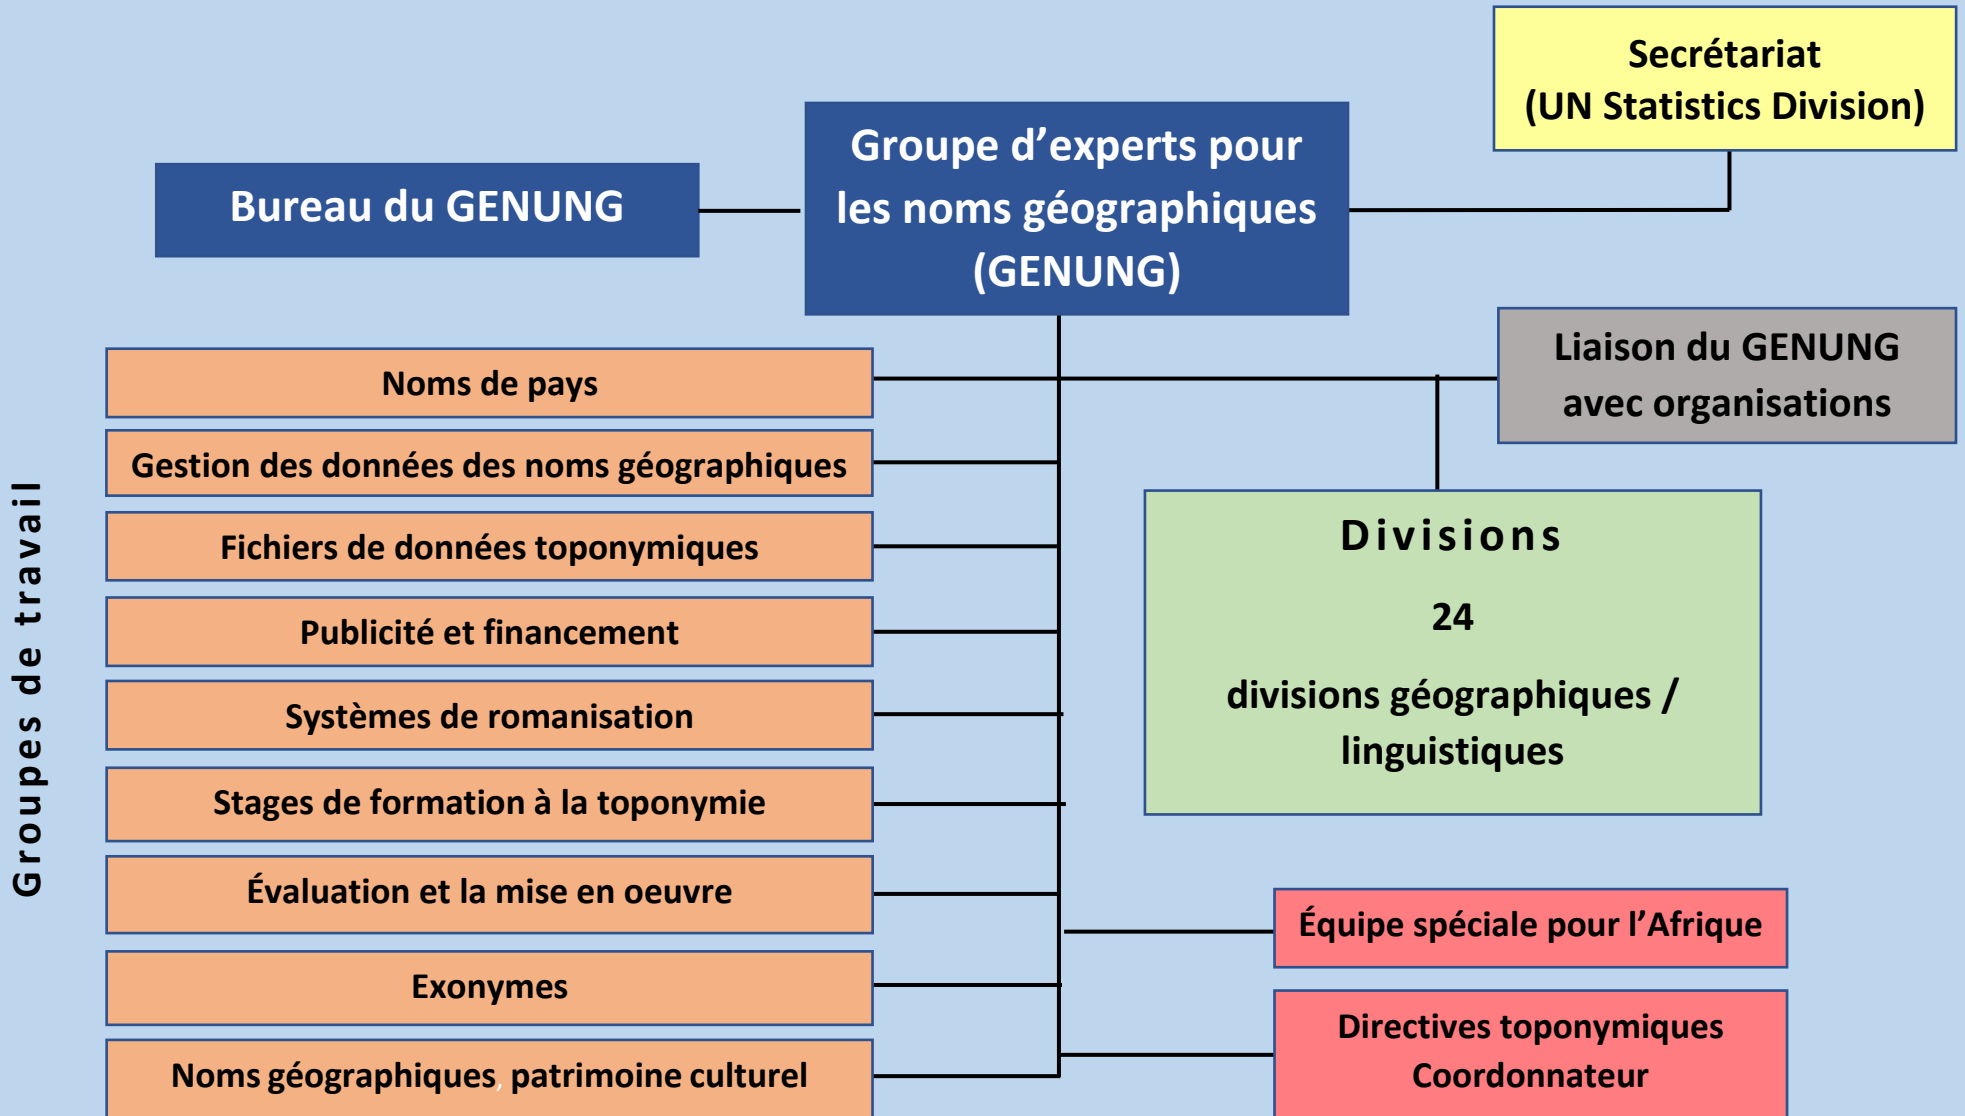 Secrétariat
(UN Statistics Division)
Groupe d’experts pour
les noms géographiques
(GENUNG)
Bureau du GENUNG
Liaison du GENUNG
avec organisations
Groupes de travail
Noms de pays
Gestion des données des noms géographiques
Fichiers de données toponymiques
Publicité et financement
Systèmes de romanisation
Stages de formation à la toponymie
Évaluation et la mise en oeuvre
Exonymes
Noms géographiques, patrimoine culturel
Divisions
24
divisions géographiques /
linguistiques
Équipe spéciale pour l’Afrique
Directives toponymiques
Coordonnateur